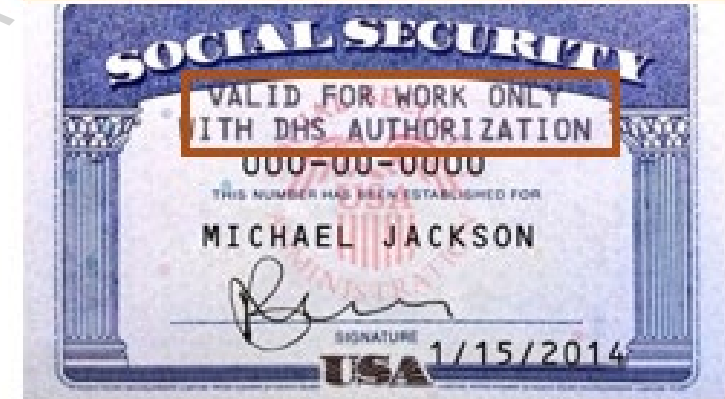 SOCIAL SECURITY
VALID FOR WORK ONLY
WITH DHS AUTHORIZATION
000-00-0000
THIS NUMBER HAS BEEN ESTABLISHED FOR
MICHAEL JACKSON
SIGNATURE
1/15/2014
USA